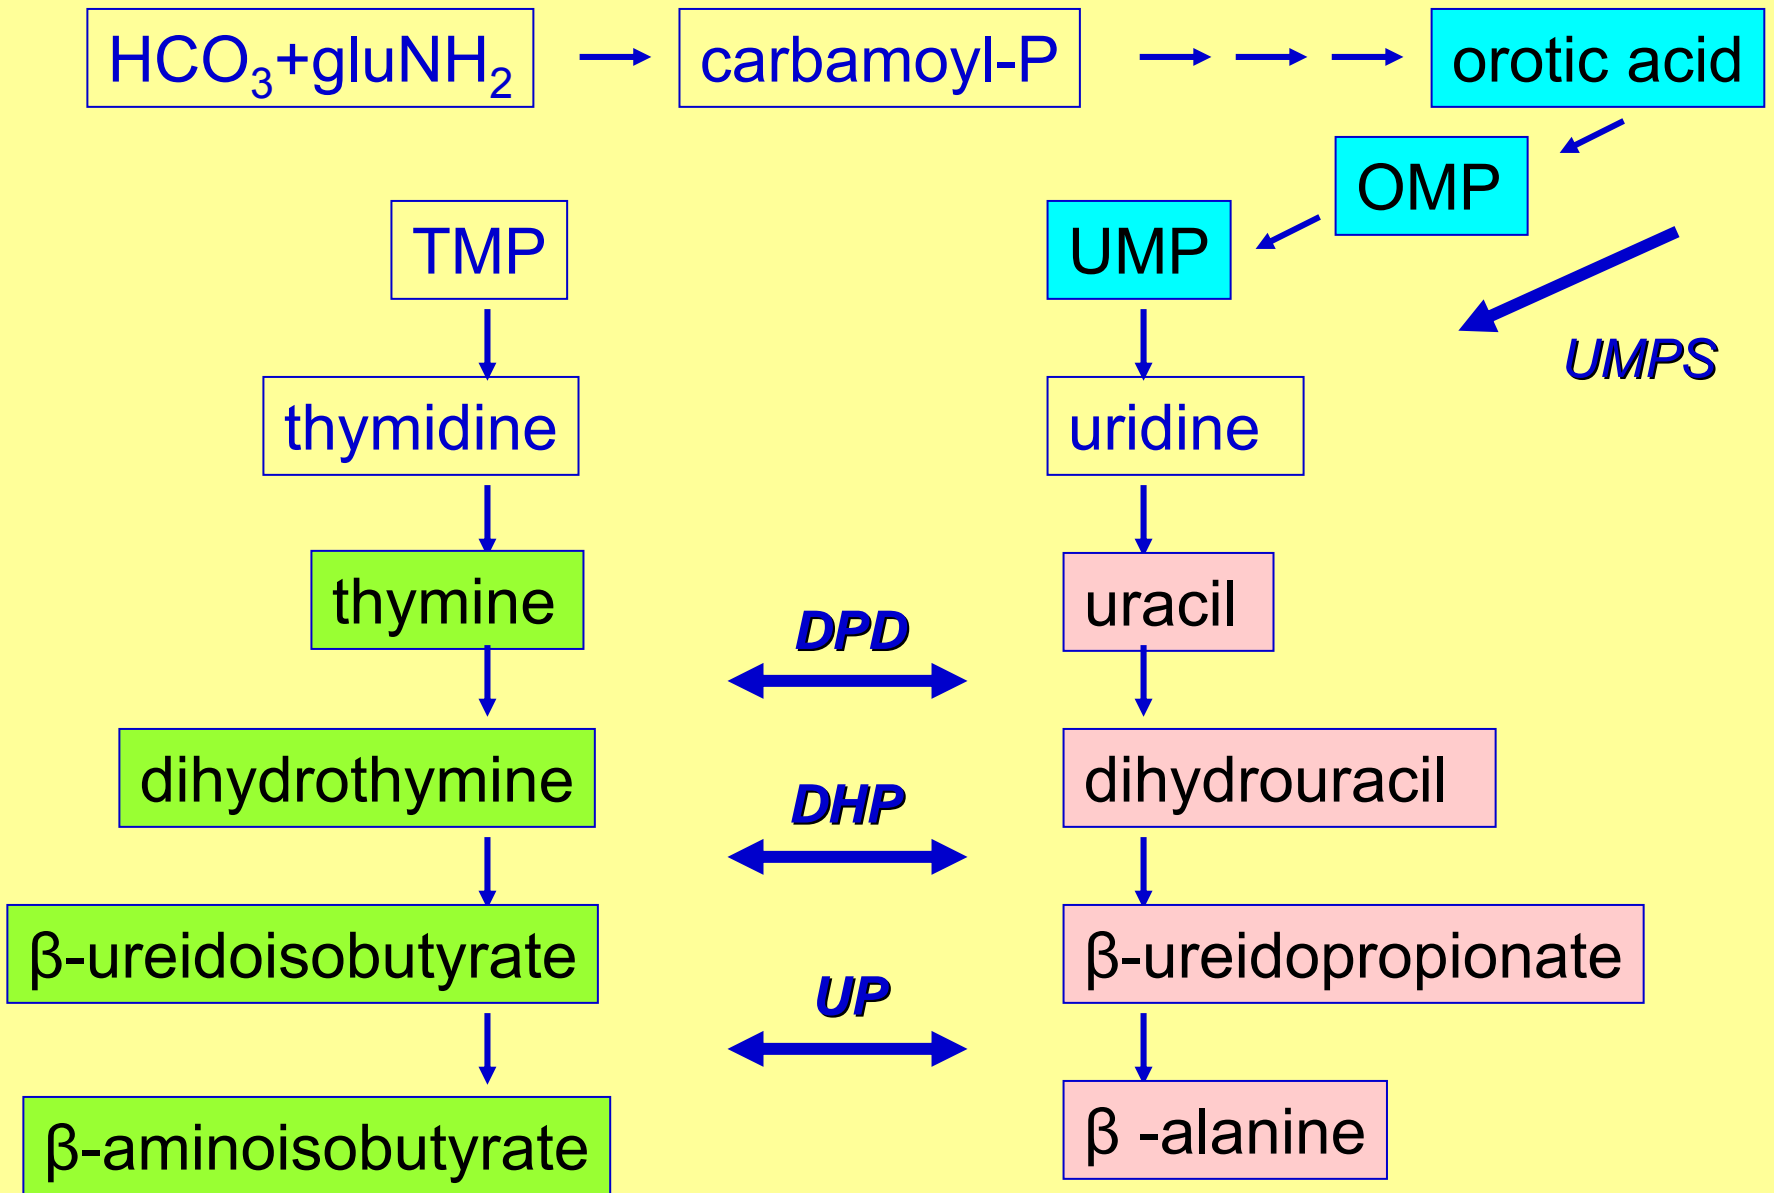 HCO₃+gluNH₂
carbamoyl-P
orotic acid
OMP
TMP
UMP
UMPS
thymidine
uridine
thymine
uracil
DPD
dihydrothymine
dihydrouracil
DHP
β-ureidoisobutyrate
β-ureidopropionate
UP
β-aminoisobutyrate
β -alanine